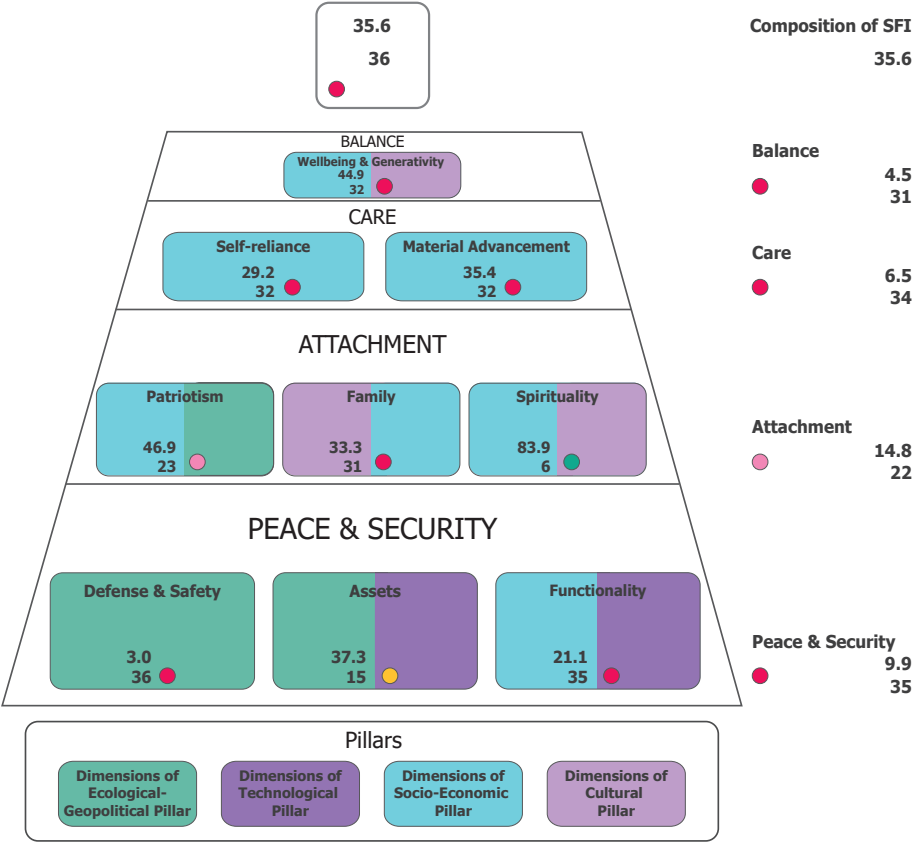 35.6
36
Composition of SFI
35.6
BALANCE
Wellbeing & Generativity
44.9
32
Balance
4.5
31
CARE
Self-reliance
29.2
32
Material Advancement
35.4
32
Care
6.5
34
ATTACHMENT
Patriotism
46.9
23
Family
33.3
31
Spirituality
83.9
6
Attachment
14.8
22
PEACE & SECURITY
Defense & Safety
3.0
36
Assets
37.3
15
Functionality
21.1
35
Peace & Security
9.9
35
Pillars
Dimensions of
Ecological-
Geopolitical Pillar
Dimensions of
Technological
Pillar
Dimensions of
Socio-Economic
Pillar
Dimensions of
Cultural
Pillar